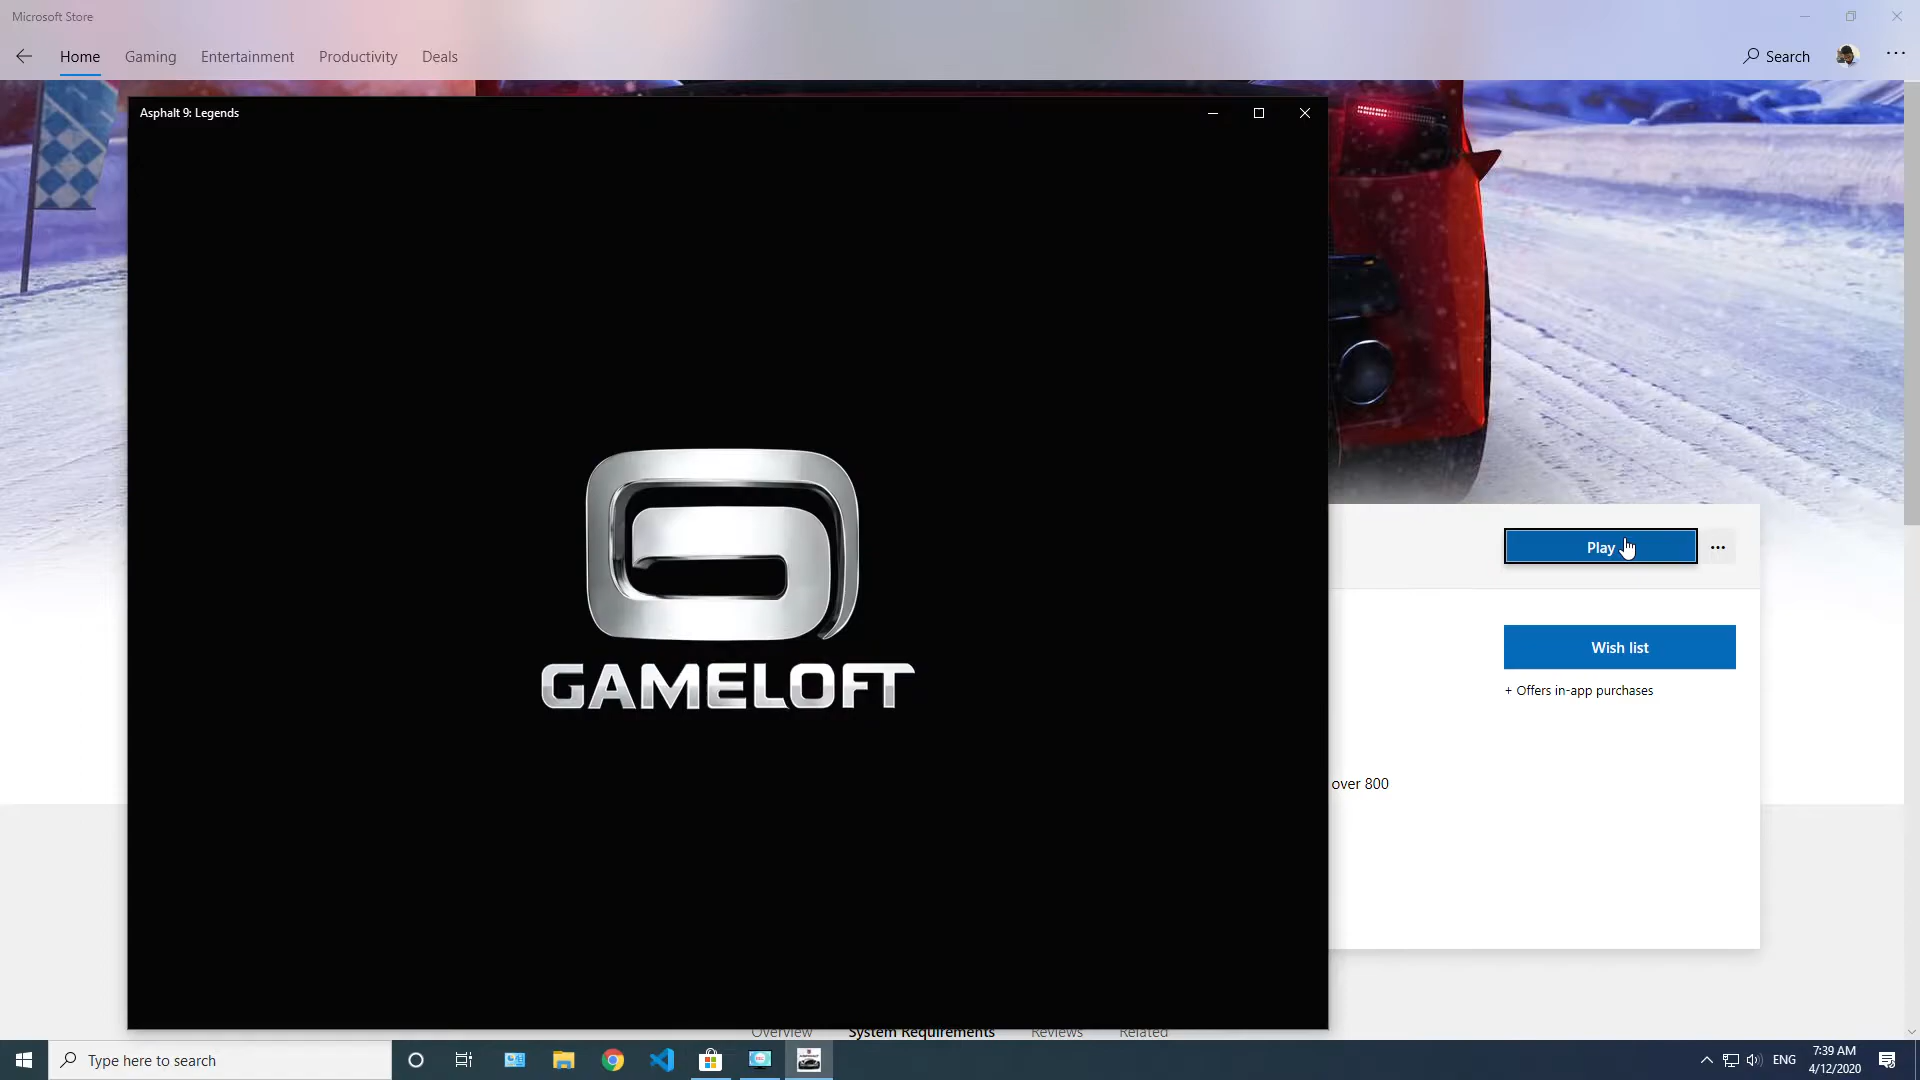 Microsoft Store
Home Gaming Entertainment Productivity Deals
Search
Asphalt 9: Legends
GAMELOFT
Play
Wish list
+ Offers in-app purchases
over 800
Overview System Requirements Reviews Related
Type here to search
ENG
7:39 AM
4/12/2020